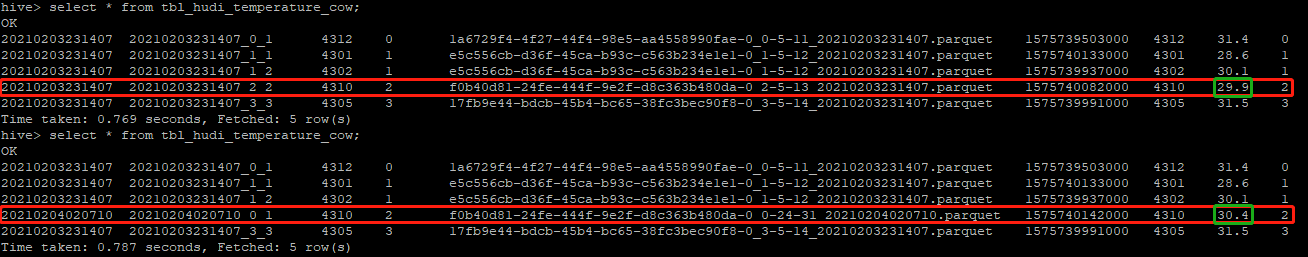 hive> select * from tbl_hudi_temperature_cow;
OK
20210203231407 20210203231407_0_1 4312 0 1a6729f4-4f27-44f4-98e5-aa4558990fae-0_0-5-11_20210203231407.parquet 1575739503000 4312 31.4 0
20210203231407 20210203231407_1_1 4301 1 e5c556cb-d36f-45ca-b93c-c563b234e1e1-0_1-5-12_20210203231407.parquet 1575740133000 4301 28.6 1
20210203231407 20210203231407_1_2 4302 1 e5c556cb-d36f-45ca-b93c-c563b234e1e1-0_1-5-12_20210203231407.parquet 1575739937000 4302 30.1 1
20210203231407 20210203231407_2_2 4310 2 f0b40d81-24fe-444f-9e2f-d8c363b480da-0_2-5-13_20210203231407.parquet 1575740082000 4310 29.9 2
20210203231407 20210203231407_3_3 4305 3 17fb9e44-bdcb-45b4-bc65-38fc3bec90f8-0_3-5-14_20210203231407.parquet 1575739991000 4305 31.5 3
Time taken: 0.769 seconds, Fetched: 5 row(s)
hive> select * from tbl_hudi_temperature_cow;
OK
20210203231407 20210203231407_0_1 4312 0 1a6729f4-4f27-44f4-98e5-aa4558990fae-0_0-5-11_20210203231407.parquet 1575739503000 4312 31.4 0
20210203231407 20210203231407_1_1 4301 1 e5c556cb-d36f-45ca-b93c-c563b234e1e1-0_1-5-12_20210203231407.parquet 1575740133000 4301 28.6 1
20210203231407 20210203231407_1_2 4302 1 e5c556cb-d36f-45ca-b93c-c563b234e1e1-0_1-5-12_20210203231407.parquet 1575739937000 4302 30.1 1
20210204020710 20210204020710_0_1 4310 2 f0b40d81-24fe-444f-9e2f-d8c363b480da-0_0-24-31_20210204020710.parquet 1575740142000 4310 30.4 2
20210203231407 20210203231407_3_3 4305 3 17fb9e44-bdcb-45b4-bc65-38fc3bec90f8-0_3-5-14_20210203231407.parquet 1575739991000 4305 31.5 3
Time taken: 0.787 seconds, Fetched: 5 row(s)